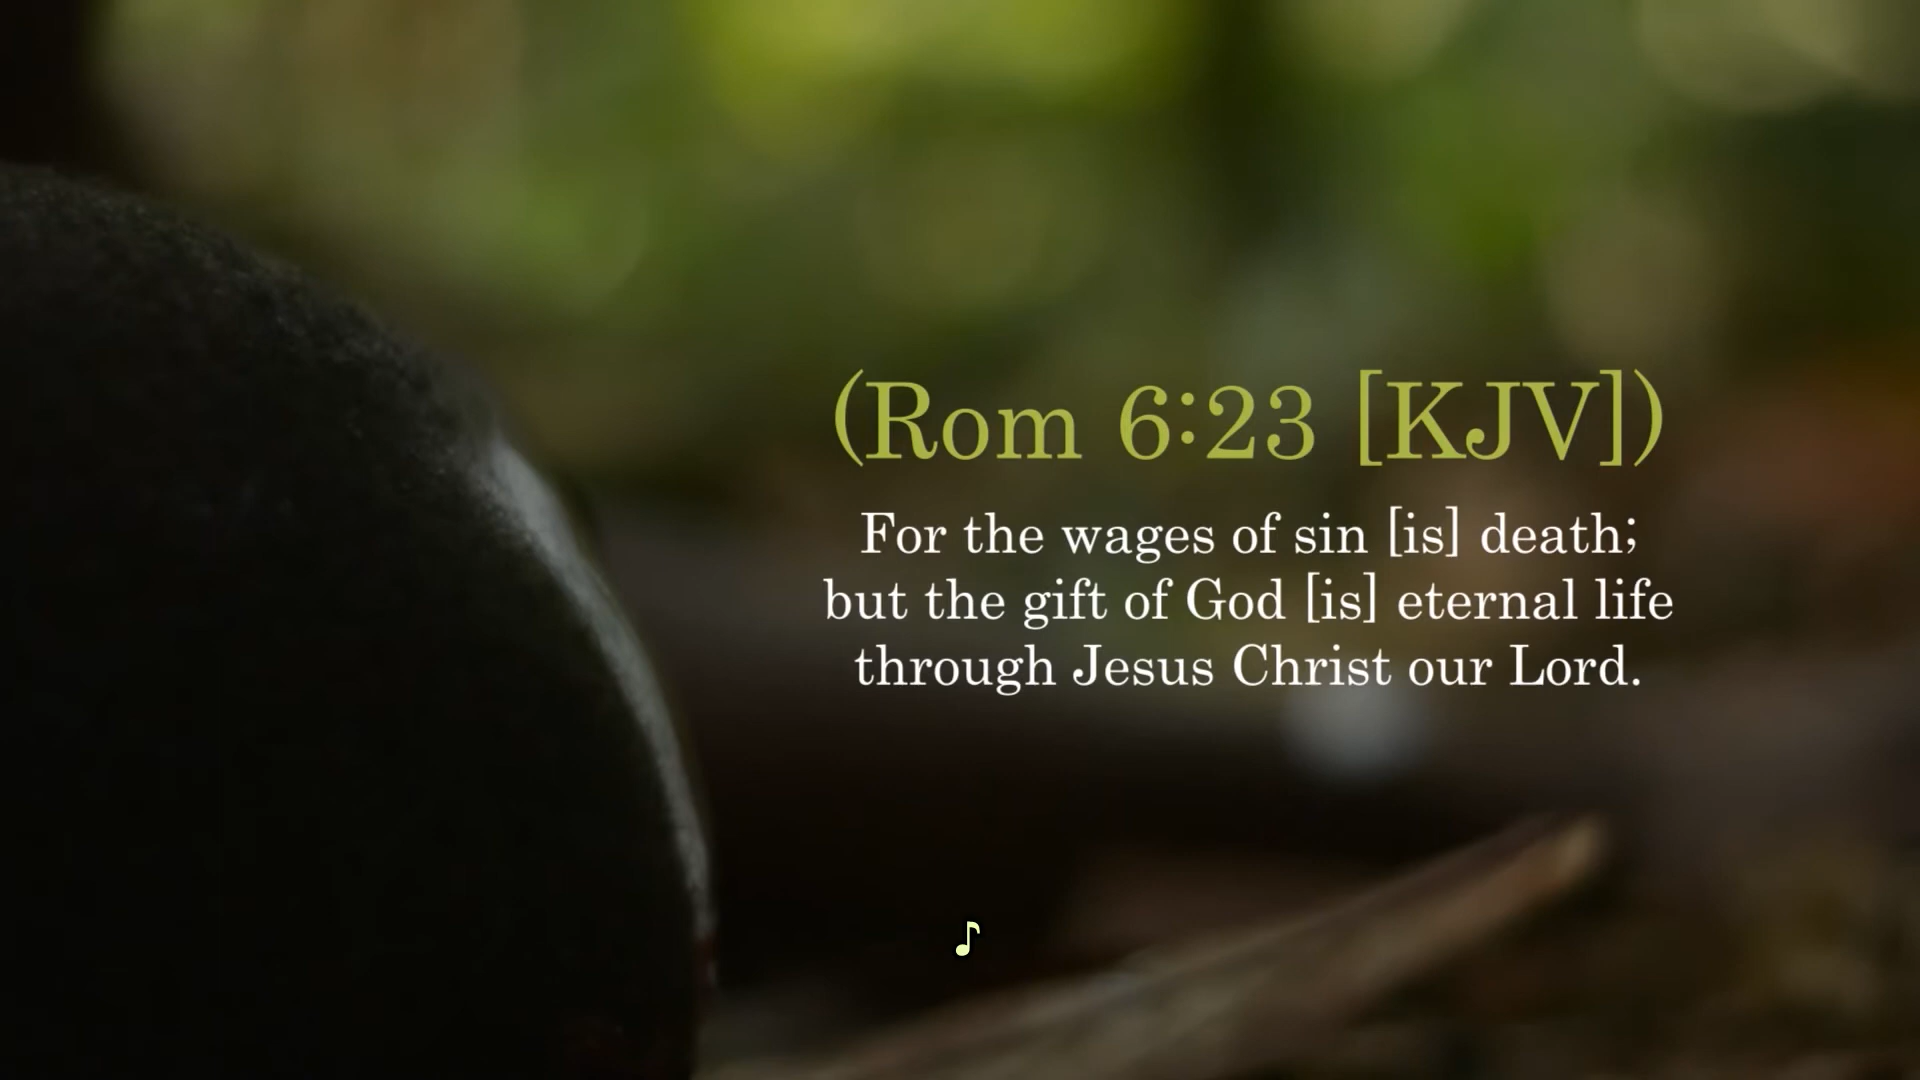 (Rom 6:23 [KJV])
For the wages of sin [is] death;
but the gift of God [is] eternal life
through Jesus Christ our Lord.
♪